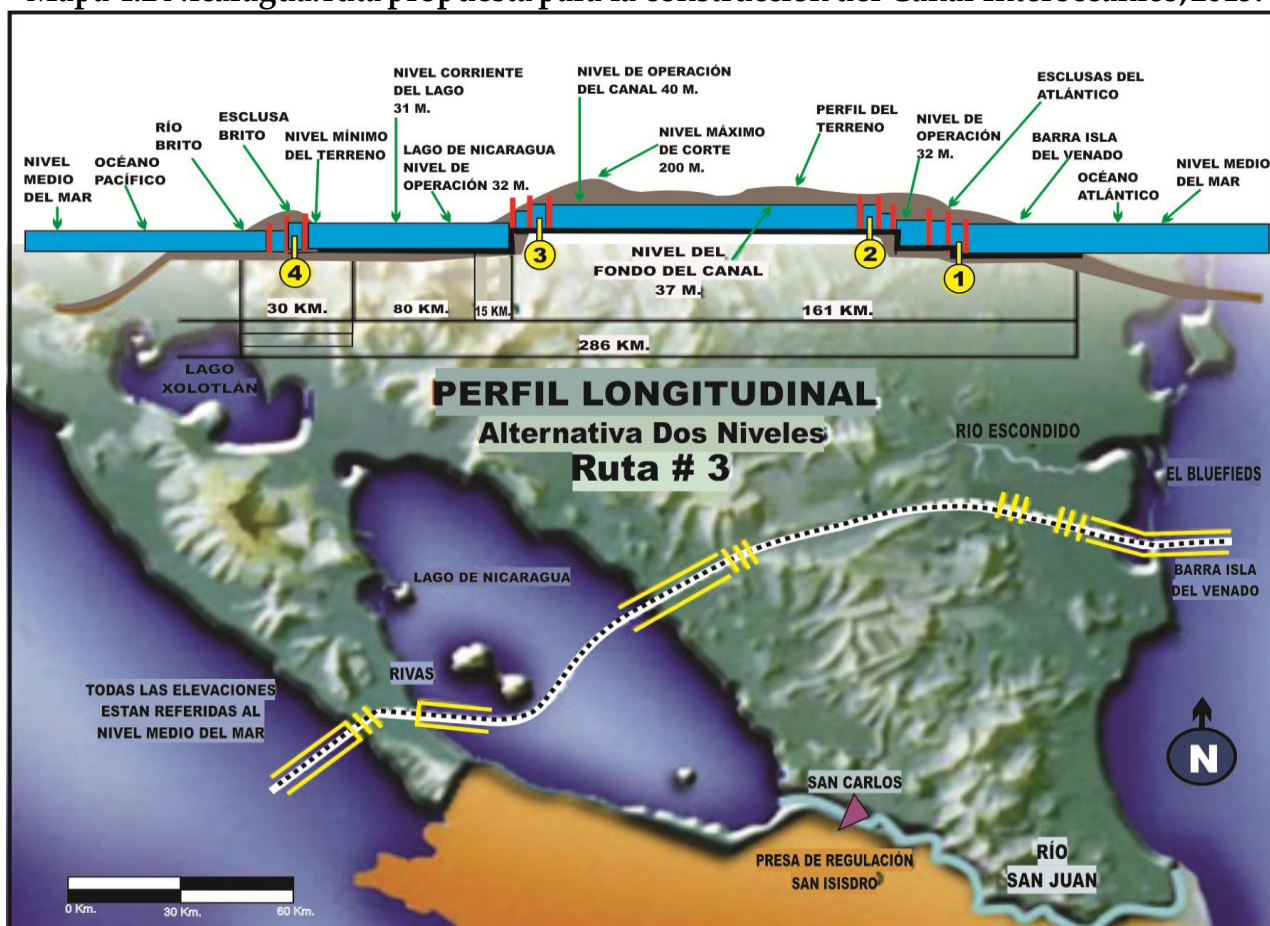 Mapa 1.1 Nicaragua: ruta propuesta para la construcción del Canal Interoceánico, 2013.
NIVEL
MEDIO
DEL MAR
OCÉANO
PACÍFICO
RÍO
BRITO
ESCLUSA
BRITO
NIVEL MÍNIMO
DEL TERRENO
NIVEL CORRIENTE
DEL LAGO
31 M.
LAGO DE NICARAGUA
NIVEL DE
OPERACIÓN 32 M.
NIVEL DE OPERACIÓN
DEL CANAL 40 M.
NIVEL MÁXIMO
DE CORTE
200 M.
PERFIL DEL
TERRENO
NIVEL DE
OPERACIÓN
32 M.
ESCLUSAS DEL
ATLÁNTICO
BARRA ISLA
DEL VENADO
OCÉANO
ATLÁNTICO
NIVEL MEDIO
DEL MAR
4
3
2
1
NIVEL DEL
FONDO DEL CANAL
37 M.
30 KM.
80 KM.
15 KM.
161 KM.
286 KM.
LAGO
XOLOTLÁN
PERFIL LONGITUDINAL
Alternativa Dos Niveles
Ruta # 3
RIO ESCONDIDO
EL BLUEFIEDS
LAGO DE NICARAGUA
BARRA ISLA
DEL VENADO
RIVAS
TODAS LAS ELEVACIONES
ESTAN REFERIDAS AL
NIVEL MEDIO DEL MAR
N
SAN CARLOS
PRESA DE REGULACIÓN
SAN ISISDRO
RÍO
SAN JUAN
0 Km.
30 Km.
60 Km.